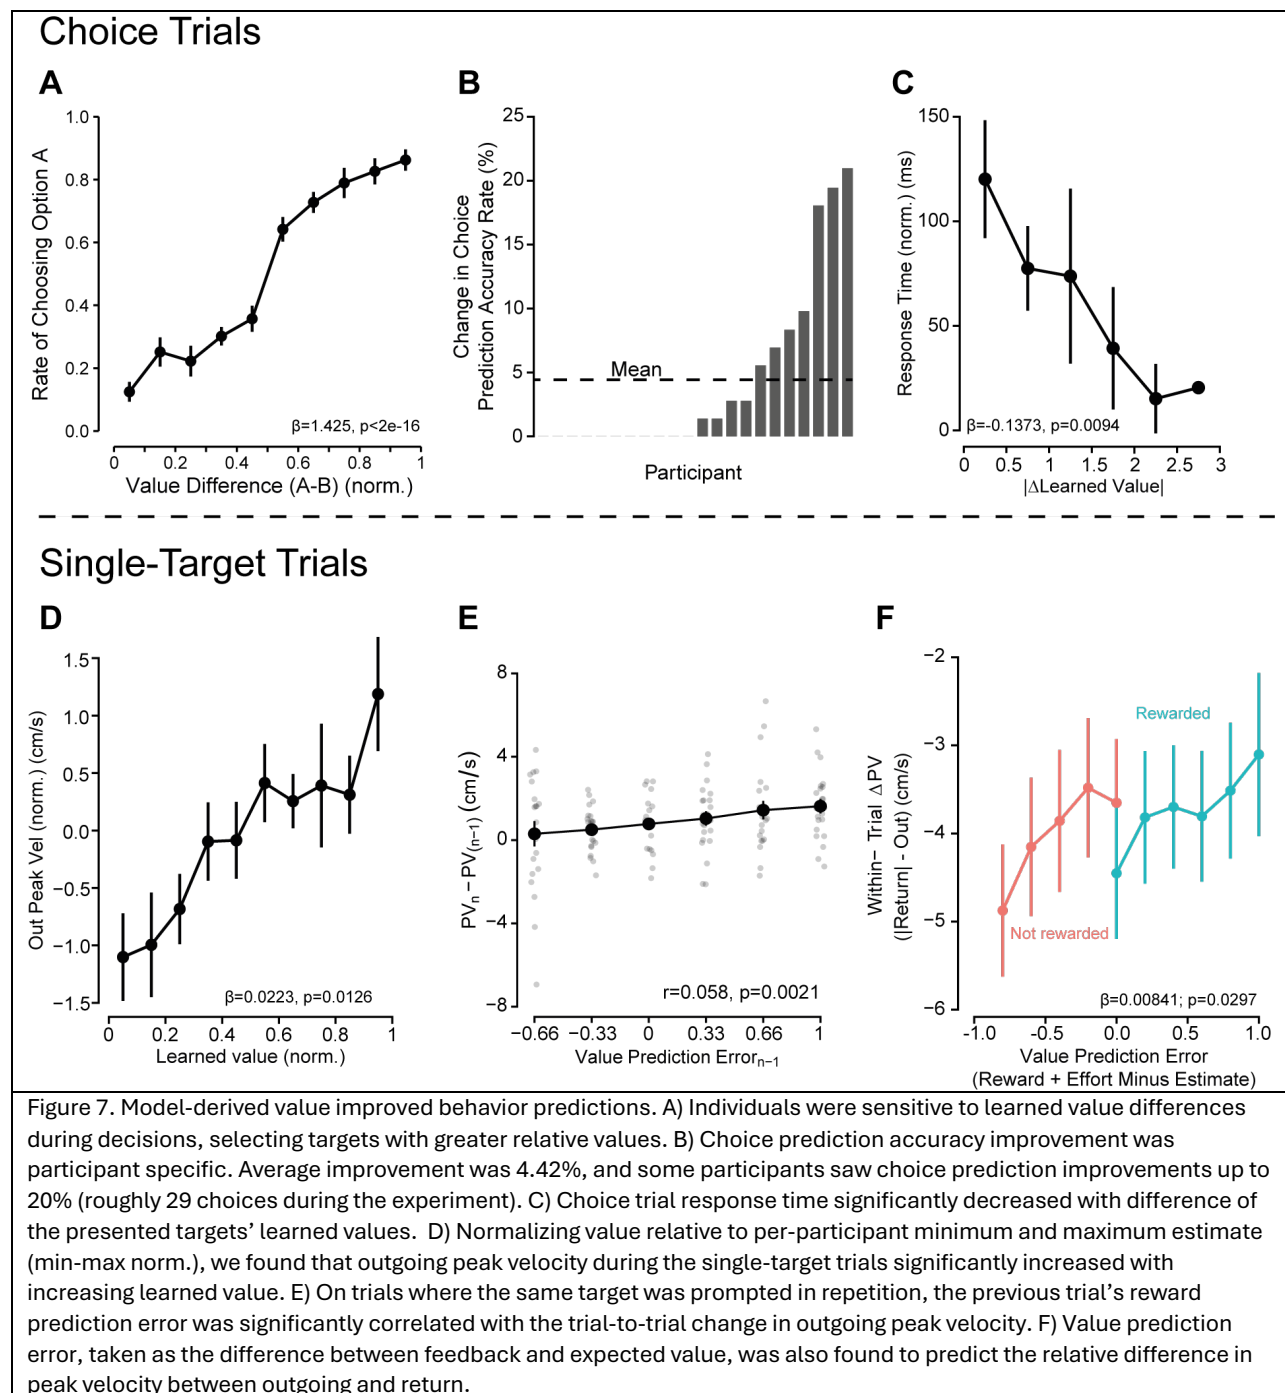 Choice Trials
A
Rate of Choosing Option A
1.0
0.8
0.6
0.4
0.2
0.0
β=1.425, p<2e-16
0 0.2 0.4 0.6 0.8 1
Value Difference (A-B) (norm.)
B
Change in Choice
Prediction Accuracy Rate (%)
25
20
15
10
5
0
Mean
Participant
C
Response Time (norm.) (ms)
150
100
50
0
β=-0.1373, p=0.0094
0 0.5 1 1.5 2 2.5 3
|ΔLearned Value|
Single-Target Trials
D
Out Peak Vel (norm.) (cm/s)
1.5
1.0
0.5
0.0
−0.5
−1.0
−1.5
β=0.0223, p=0.0126
0 0.2 0.4 0.6 0.8 1
Learned value (norm.)
E
PVn − PV(n−1) (cm/s)
8
4
0
−4
−8
r=0.058, p=0.0021
−0.66 −0.33 0 0.33 0.66 1
Value Prediction Errorn−1
F
Within− Trial ΔPV
(|Return| - Out) (cm/s)
−2
−3
−4
−5
−6
Rewarded
Not rewarded
β=0.00841; p=0.0297
-1.0 -0.5 0.0 0.5 1.0
Value Prediction Error
(Reward + Effort Minus Estimate)
Figure 7. Model-derived value improved behavior predictions. A) Individuals were sensitive to learned value differences
during decisions, selecting targets with greater relative values. B) Choice prediction accuracy improvement was
participant specific. Average improvement was 4.42%, and some participants saw choice prediction improvements up to
20% (roughly 29 choices during the experiment). C) Choice trial response time significantly decreased with difference of
the presented targets’ learned values. D) Normalizing value relative to per-participant minimum and maximum estimate
(min-max norm.), we found that outgoing peak velocity during the single-target trials significantly increased with
increasing learned value. E) On trials where the same target was prompted in repetition, the previous trial’s reward
prediction error was significantly correlated with the trial-to-trial change in outgoing peak velocity. F) Value prediction
error, taken as the difference between feedback and expected value, was also found to predict the relative difference in
peak velocity between outgoing and return.